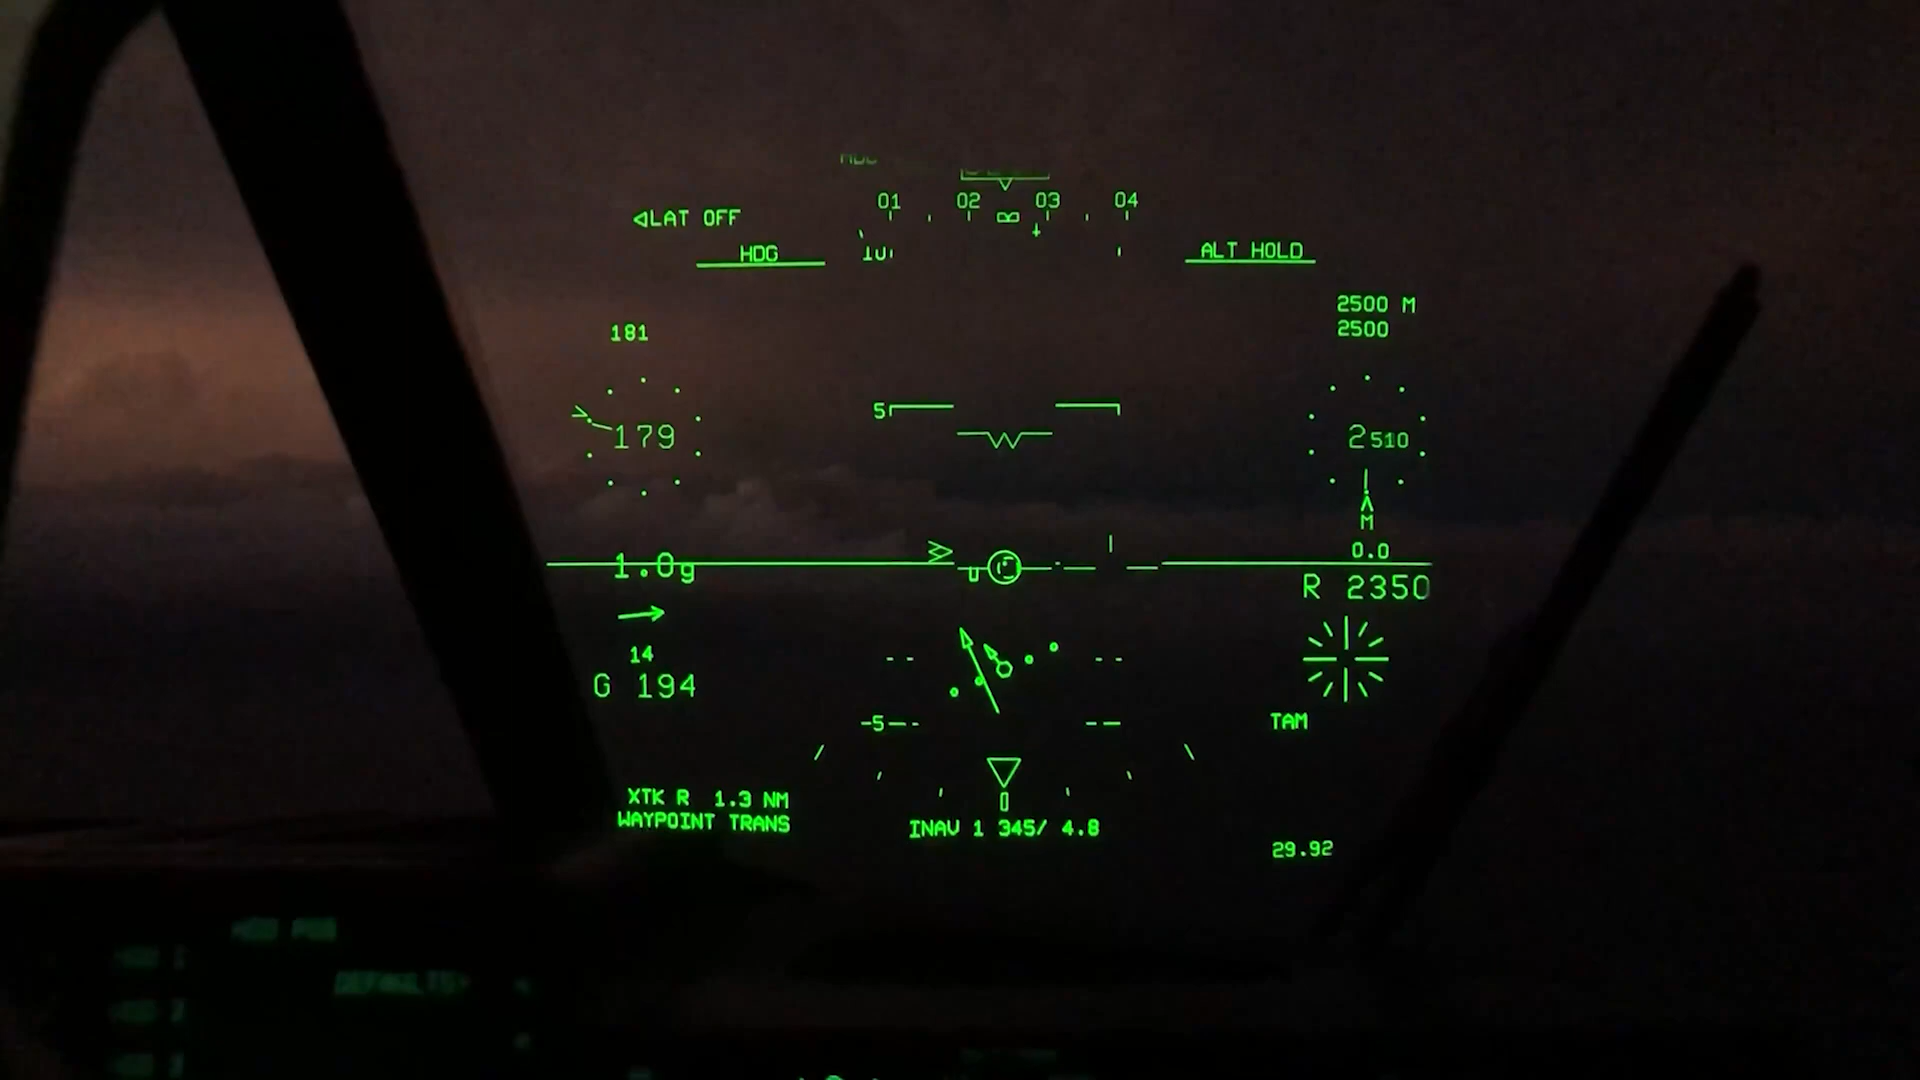 01 02 03 04
◁LAT OFF
HDG
ALT HOLD
2500 M
2500
181
5
179
2510
M
0.0
1.0g
R 2350
14
G 194
TAM
-5
XTK R 1.3 NM
WAYPOINT TRANS
INAV 1 345/ 4.8
29.92